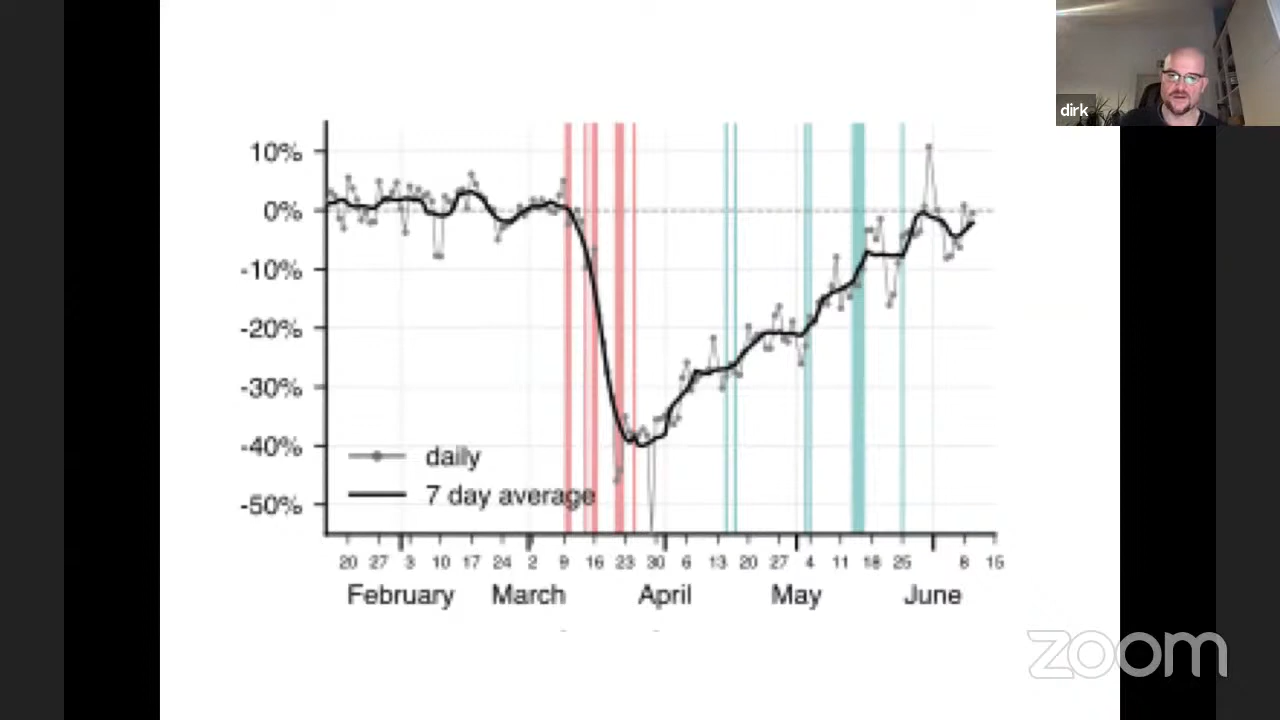 dirk
10%
0%
-10%
-20%
-30%
-40%
-50%
daily
7 day average
20 27 3 10 17 24 2 9 16 23 30 6 13 20 27 4 11 18 25 8 15
February March April May June
zoom